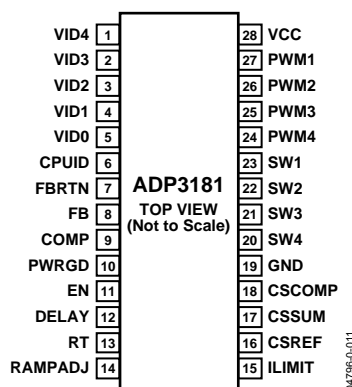 VID4 1 28 VCC
VID3 2 27 PWM1
VID2 3 26 PWM2
VID1 4 25 PWM3
VID0 5 24 PWM4
CPUID 6 23 SW1
FBRTN 7 ADP3181 22 SW2
FB 8 TOP VIEW 21 SW3
COMP 9 (Not to Scale) 20 SW4
PWRGD 10 19 GND
EN 11 18 CSCOMP
DELAY 12 17 CSSUM
RT 13 16 CSREF
RAMPADJ 14 15 ILIMIT
04796-0-011